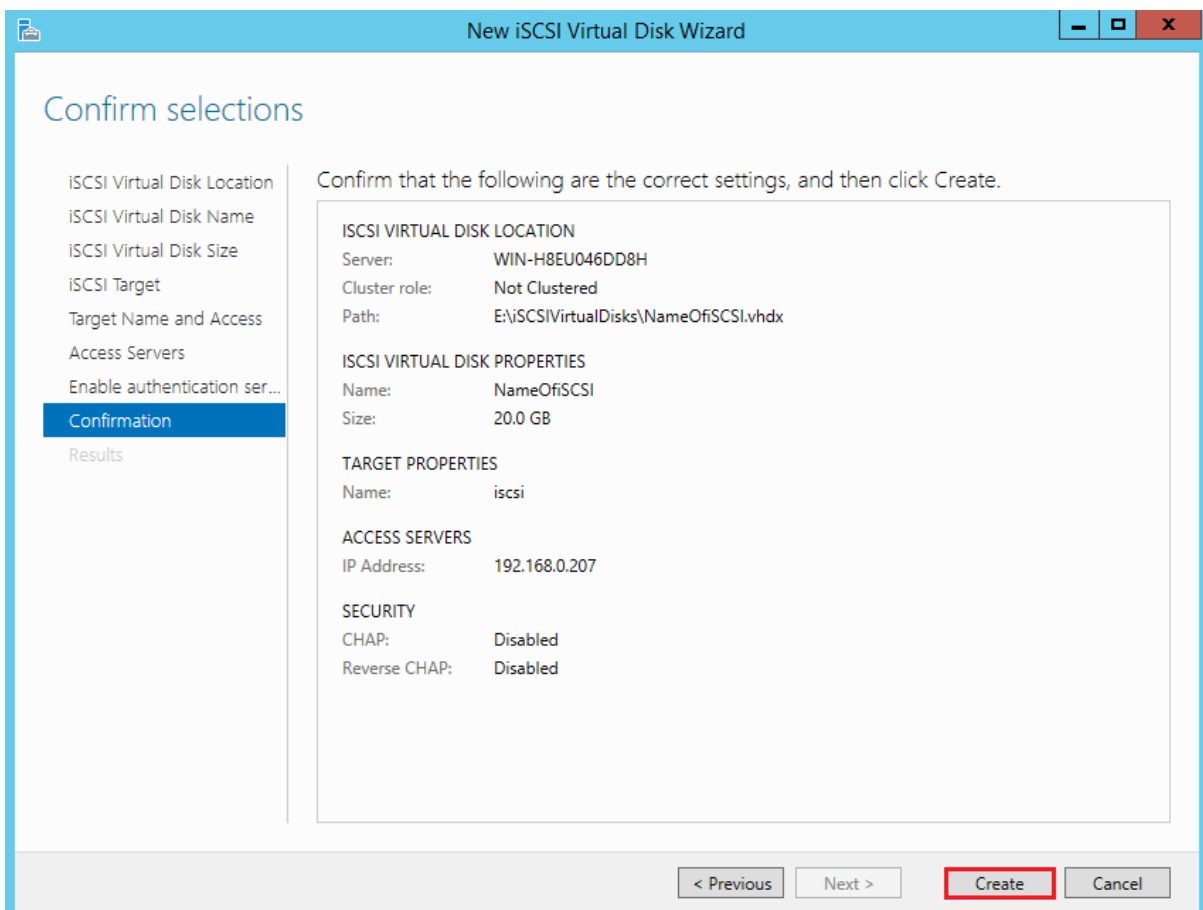 New iSCSI Virtual Disk Wizard
Confirm selections
iSCSI Virtual Disk Location
iSCSI Virtual Disk Name
iSCSI Virtual Disk Size
iSCSI Target
Target Name and Access
Access Servers
Enable authentication ser...
Confirmation
Results
Confirm that the following are the correct settings, and then click Create.
ISCSI VIRTUAL DISK LOCATION
Server: WIN-H8EU046DD8H
Cluster role: Not Clustered
Path: E:\iSCSIVirtualDisks\NameOfiSCSI.vhdx
ISCSI VIRTUAL DISK PROPERTIES
Name: NameOfiSCSI
Size: 20.0 GB
TARGET PROPERTIES
Name: iscsi
ACCESS SERVERS
IP Address: 192.168.0.207
SECURITY
CHAP: Disabled
Reverse CHAP: Disabled
< Previous Next > Create Cancel